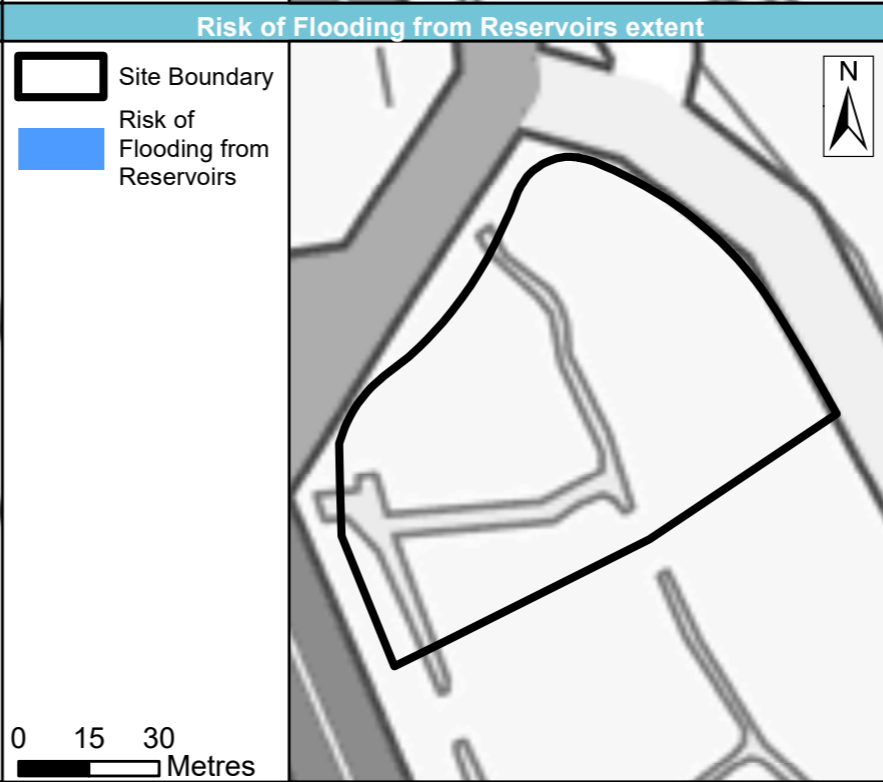 Risk of Flooding from Reservoirs extent
Site Boundary
Risk of
Flooding from
Reservoirs
N
0 15 30
Metres